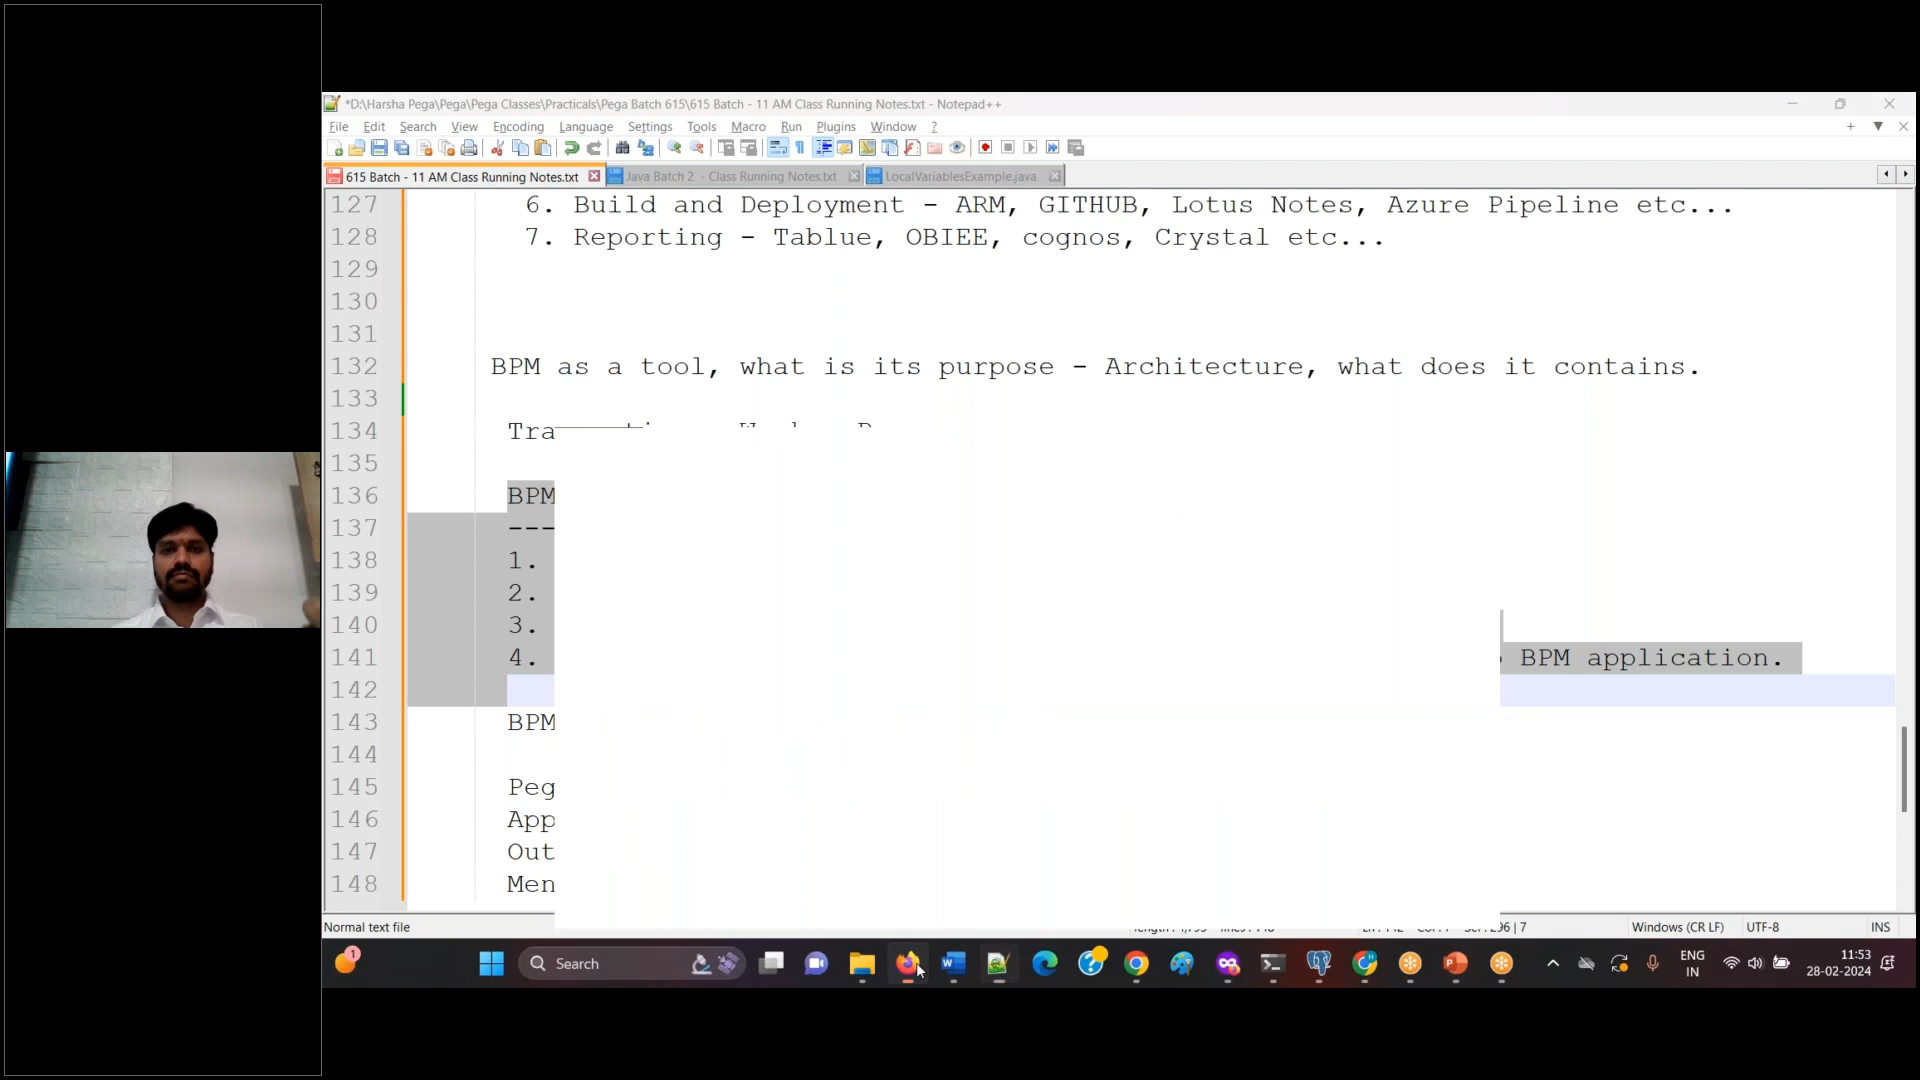 *D:\Harsha Pega\Pega\Pega Classes\Practicals\Pega Batch 615\615 Batch - 11 AM Class Running Notes.txt - Notepad++
File Edit Search View Encoding Language Settings Tools Macro Run Plugins Window ?
615 Batch - 11 AM Class Running Notes.txt Java Batch 2 - Class Running Notes.txt LocalVariablesExample.java
127 6. Build and Deployment - ARM, GITHUB, Lotus Notes, Azure Pipeline etc...
128 7. Reporting - Tablue, OBIEE, cognos, Crystal etc...
129
130
131
132 BPM as a tool, what is its purpose - Architecture, what does it contains.
133
134 Tra
135
136 BPM
137 ---
138 1.
139 2.
140 3.
141 4. BPM application.
142
143 BPM
144
145 Peg
146 App
147 Out
148 Men
Normal text file Windows (CR LF) UTF-8 INS
Search
ENG
IN
11:53
28-02-2024